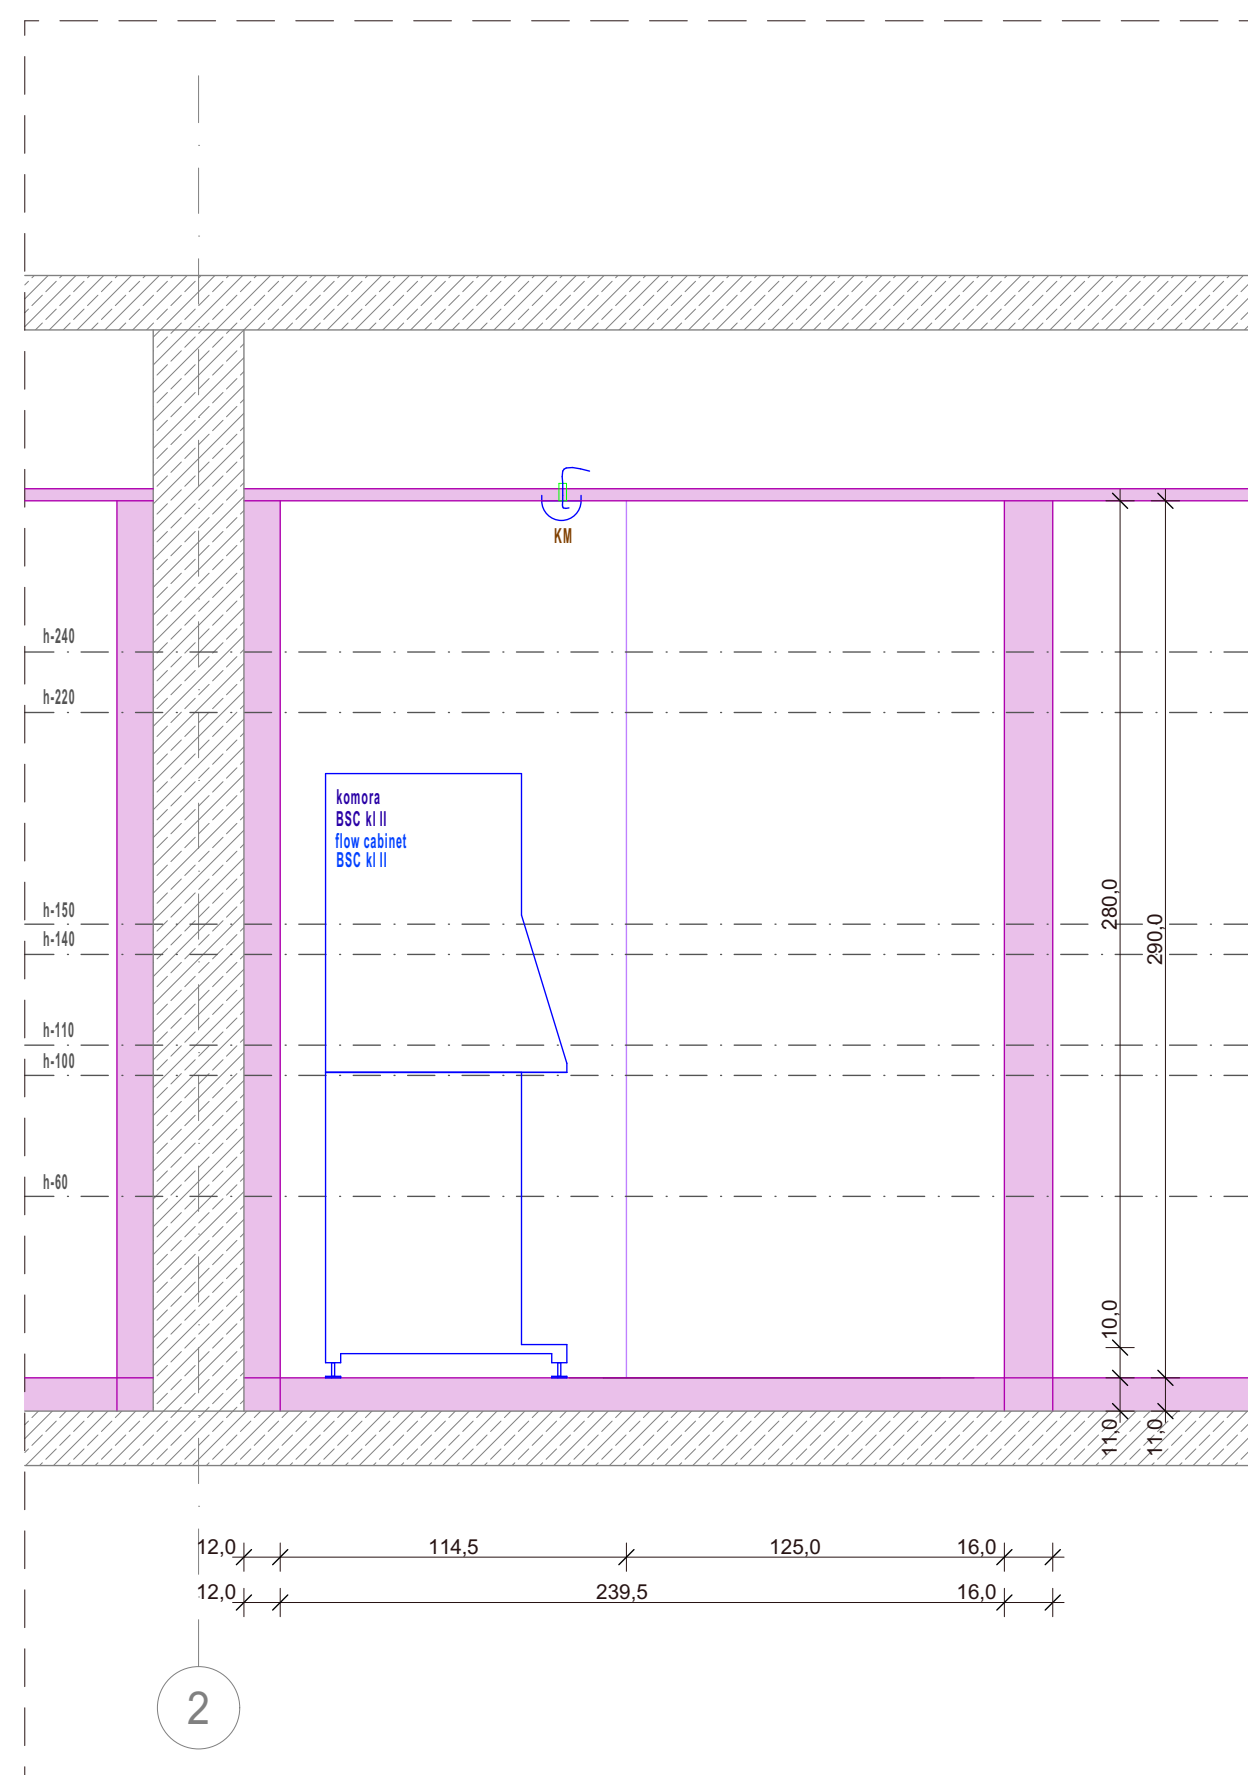 KM
h-240
h-220
komora
BSC kl II
flow cabinet
BSC kl II
h-150
h-140
280,0
290,0
h-110
h-100
h-60
10,0
11,0
11,0
12,0
114,5
125,0
16,0
12,0
239,5
16,0
2